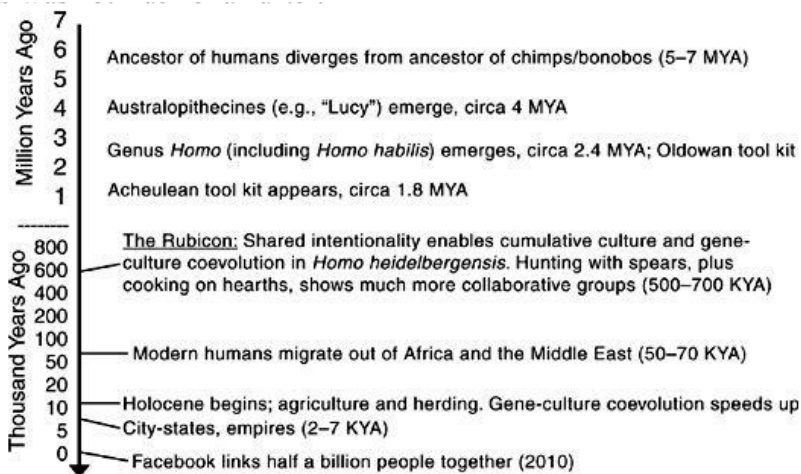 7
Million Years Ago
6
Ancestor of humans diverges from ancestor of chimps/bonobos (5–7 MYA)
5
4
Australopithecines (e.g., “Lucy”) emerge, circa 4 MYA
3
Genus Homo (including Homo habilis) emerges, circa 2.4 MYA; Oldowan tool kit
2
1
Acheulean tool kit appears, circa 1.8 MYA
Thousand Years Ago
800
The Rubicon: Shared intentionality enables cumulative culture and gene-
600
culture coevolution in Homo heidelbergensis. Hunting with spears, plus
400
cooking on hearths, shows much more collaborative groups (500–700 KYA)
200
100
50
Modern humans migrate out of Africa and the Middle East (50–70 KYA)
20
10
Holocene begins; agriculture and herding. Gene-culture coevolution speeds up
5
City-states, empires (2–7 KYA)
0
Facebook links half a billion people together (2010)